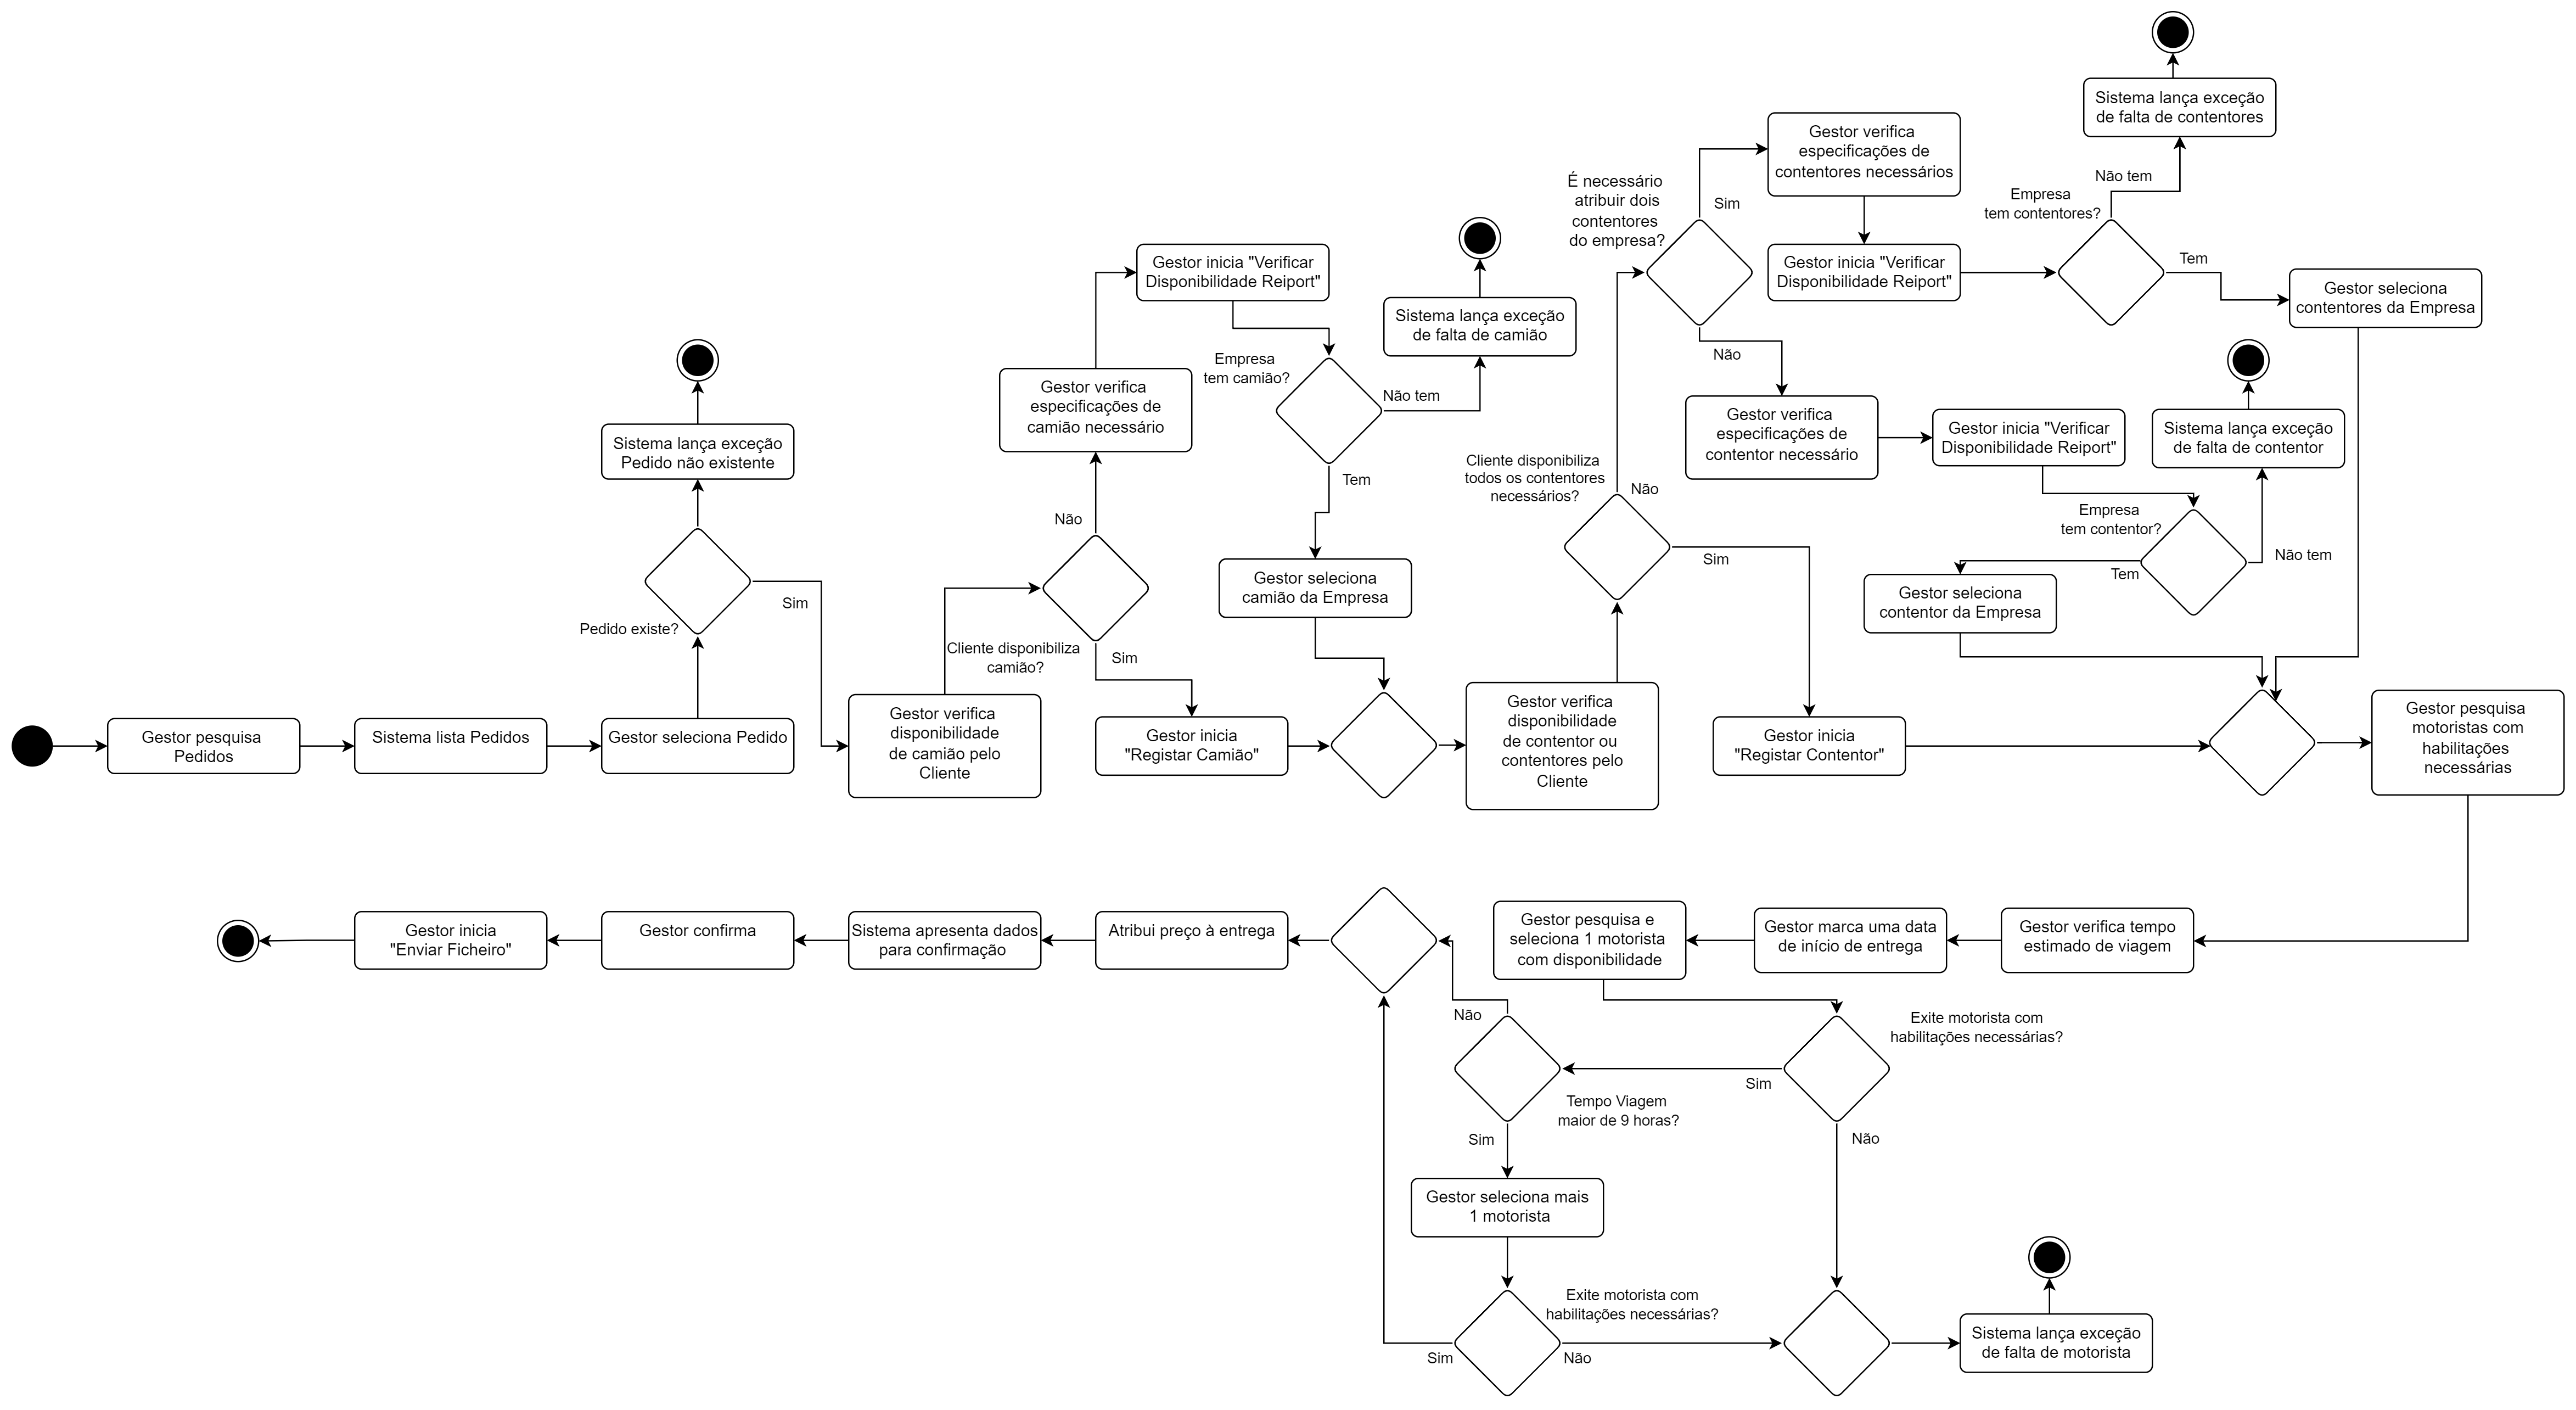 Gestor pesquisa
Pedidos
Sistema lista Pedidos
Gestor seleciona Pedido
Pedido existe?
Sistema lança exceção
Pedido não existente
Sim
Gestor verifica
disponibilidade
de camião pelo
Cliente
Cliente disponibiliza
camião?
Não
Gestor verifica
especificações de
camião necessário
Gestor inicia "Verificar
Disponibilidade Reiport"
Empresa
tem camião?
Não tem
Sistema lança exceção
de falta de camião
Tem
Gestor seleciona
camião da Empresa
Sim
Gestor inicia
"Registar Camião"
Gestor verifica
disponibilidade
de contentor ou
contentores pelo
Cliente
Cliente disponibiliza
todos os contentores
necessários?
Não
Sim
Gestor inicia
"Registar Contentor"
É necessário
atribuir dois
contentores
do empresa?
Sim
Gestor verifica
especificações de
contentores necessários
Gestor inicia "Verificar
Disponibilidade Reiport"
Empresa
tem contentores?
Não tem
Sistema lança exceção
de falta de contentores
Tem
Gestor seleciona
contentores da Empresa
Não
Gestor verifica
especificações de
contentor necessário
Gestor inicia "Verificar
Disponibilidade Reiport"
Empresa
tem contentor?
Não tem
Sistema lança exceção
de falta de contentor
Tem
Gestor seleciona
contentor da Empresa
Gestor pesquisa
motoristas com
habilitações
necessárias
Gestor verifica tempo
estimado de viagem
Gestor marca uma data
de início de entrega
Gestor pesquisa e
seleciona 1 motorista
com disponibilidade
Exite motorista com
habilitações necessárias?
Sim
Não
Tempo Viagem
maior de 9 horas?
Não
Sim
Gestor seleciona mais
1 motorista
Exite motorista com
habilitações necessárias?
Sim
Não
Sistema lança exceção
de falta de motorista
Atribui preço à entrega
Sistema apresenta dados
para confirmação
Gestor confirma
Gestor inicia
"Enviar Ficheiro"